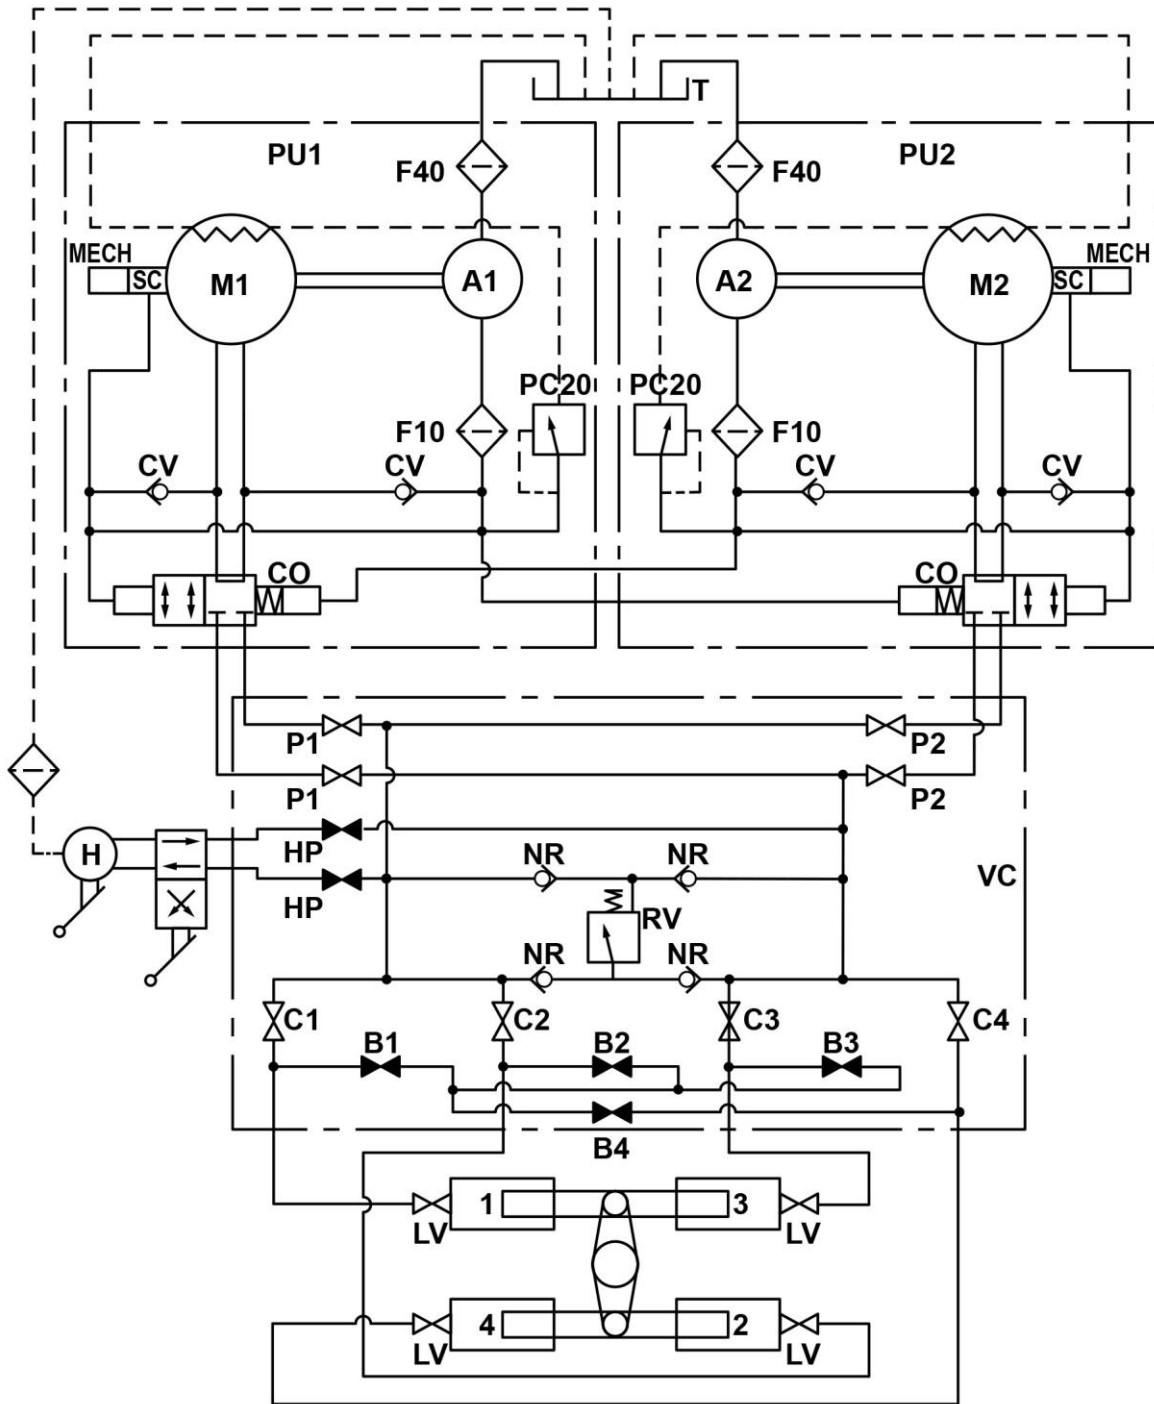 T
PU1
PU2
F40
F40
MECH
SC
M1
A1
A2
M2
SC
MECH
PC20
PC20
F10
F10
CV
CV
CV
CV
CO
CO
P1
P2
P1
P2
H
HP
NR
NR
VC
HP
RV
NR
NR
C1
C2
C3
C4
B1
B2
B3
B4
1
3
LV
LV
4
2
LV
LV